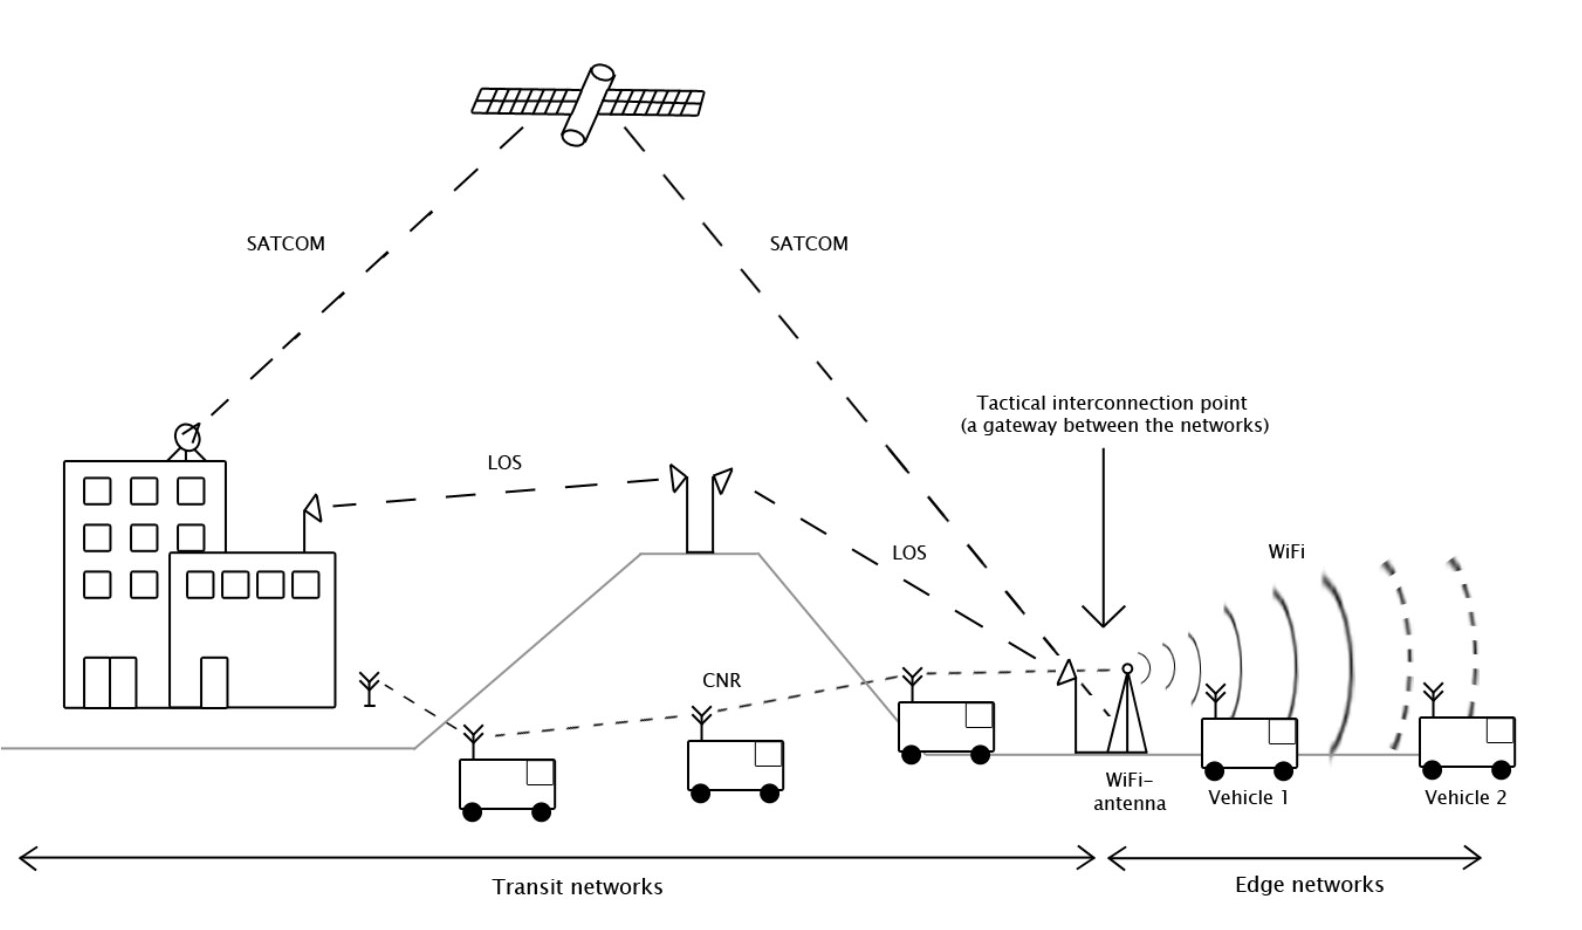 SATCOM
SATCOM
Tactical interconnection point
(a gateway between the networks)
LOS
LOS
WiFi
CNR
WiFi-
antenna
Vehicle 1
Vehicle 2
Transit networks
Edge networks